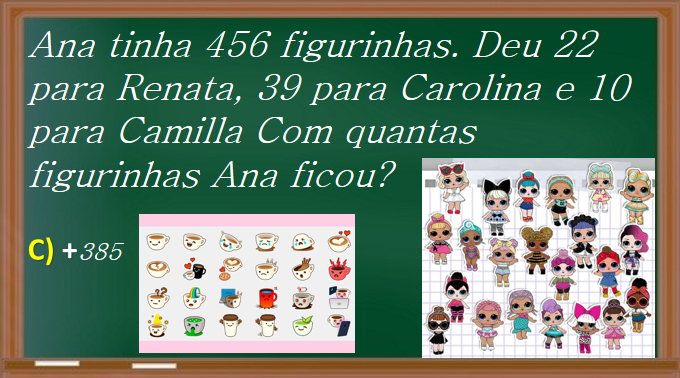 Ana tinha 456 figurinhas. Deu 22
para Renata, 39 para Carolina e 10
para Camilla Com quantas
figurinhas Ana ficou?
C) +385